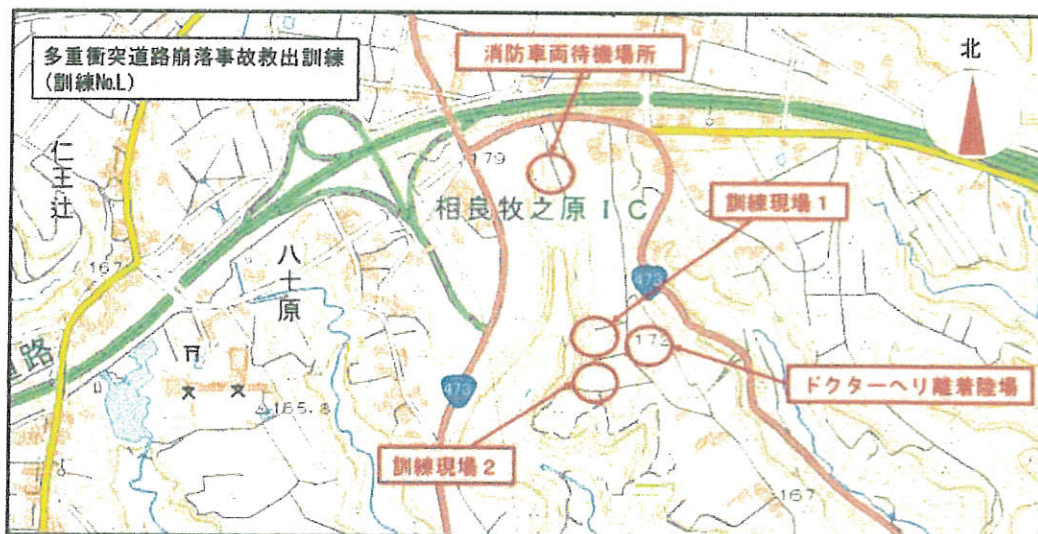 多重衝突道路崩落事故救出訓練
(訓練No.L)
消防車両待機場所
北
仁王辻
179
相良牧之原IC
訓練現場1
167
八十原
473
172
路
473
ドクターヘリ離着陸場
165.8
訓練現場2
167